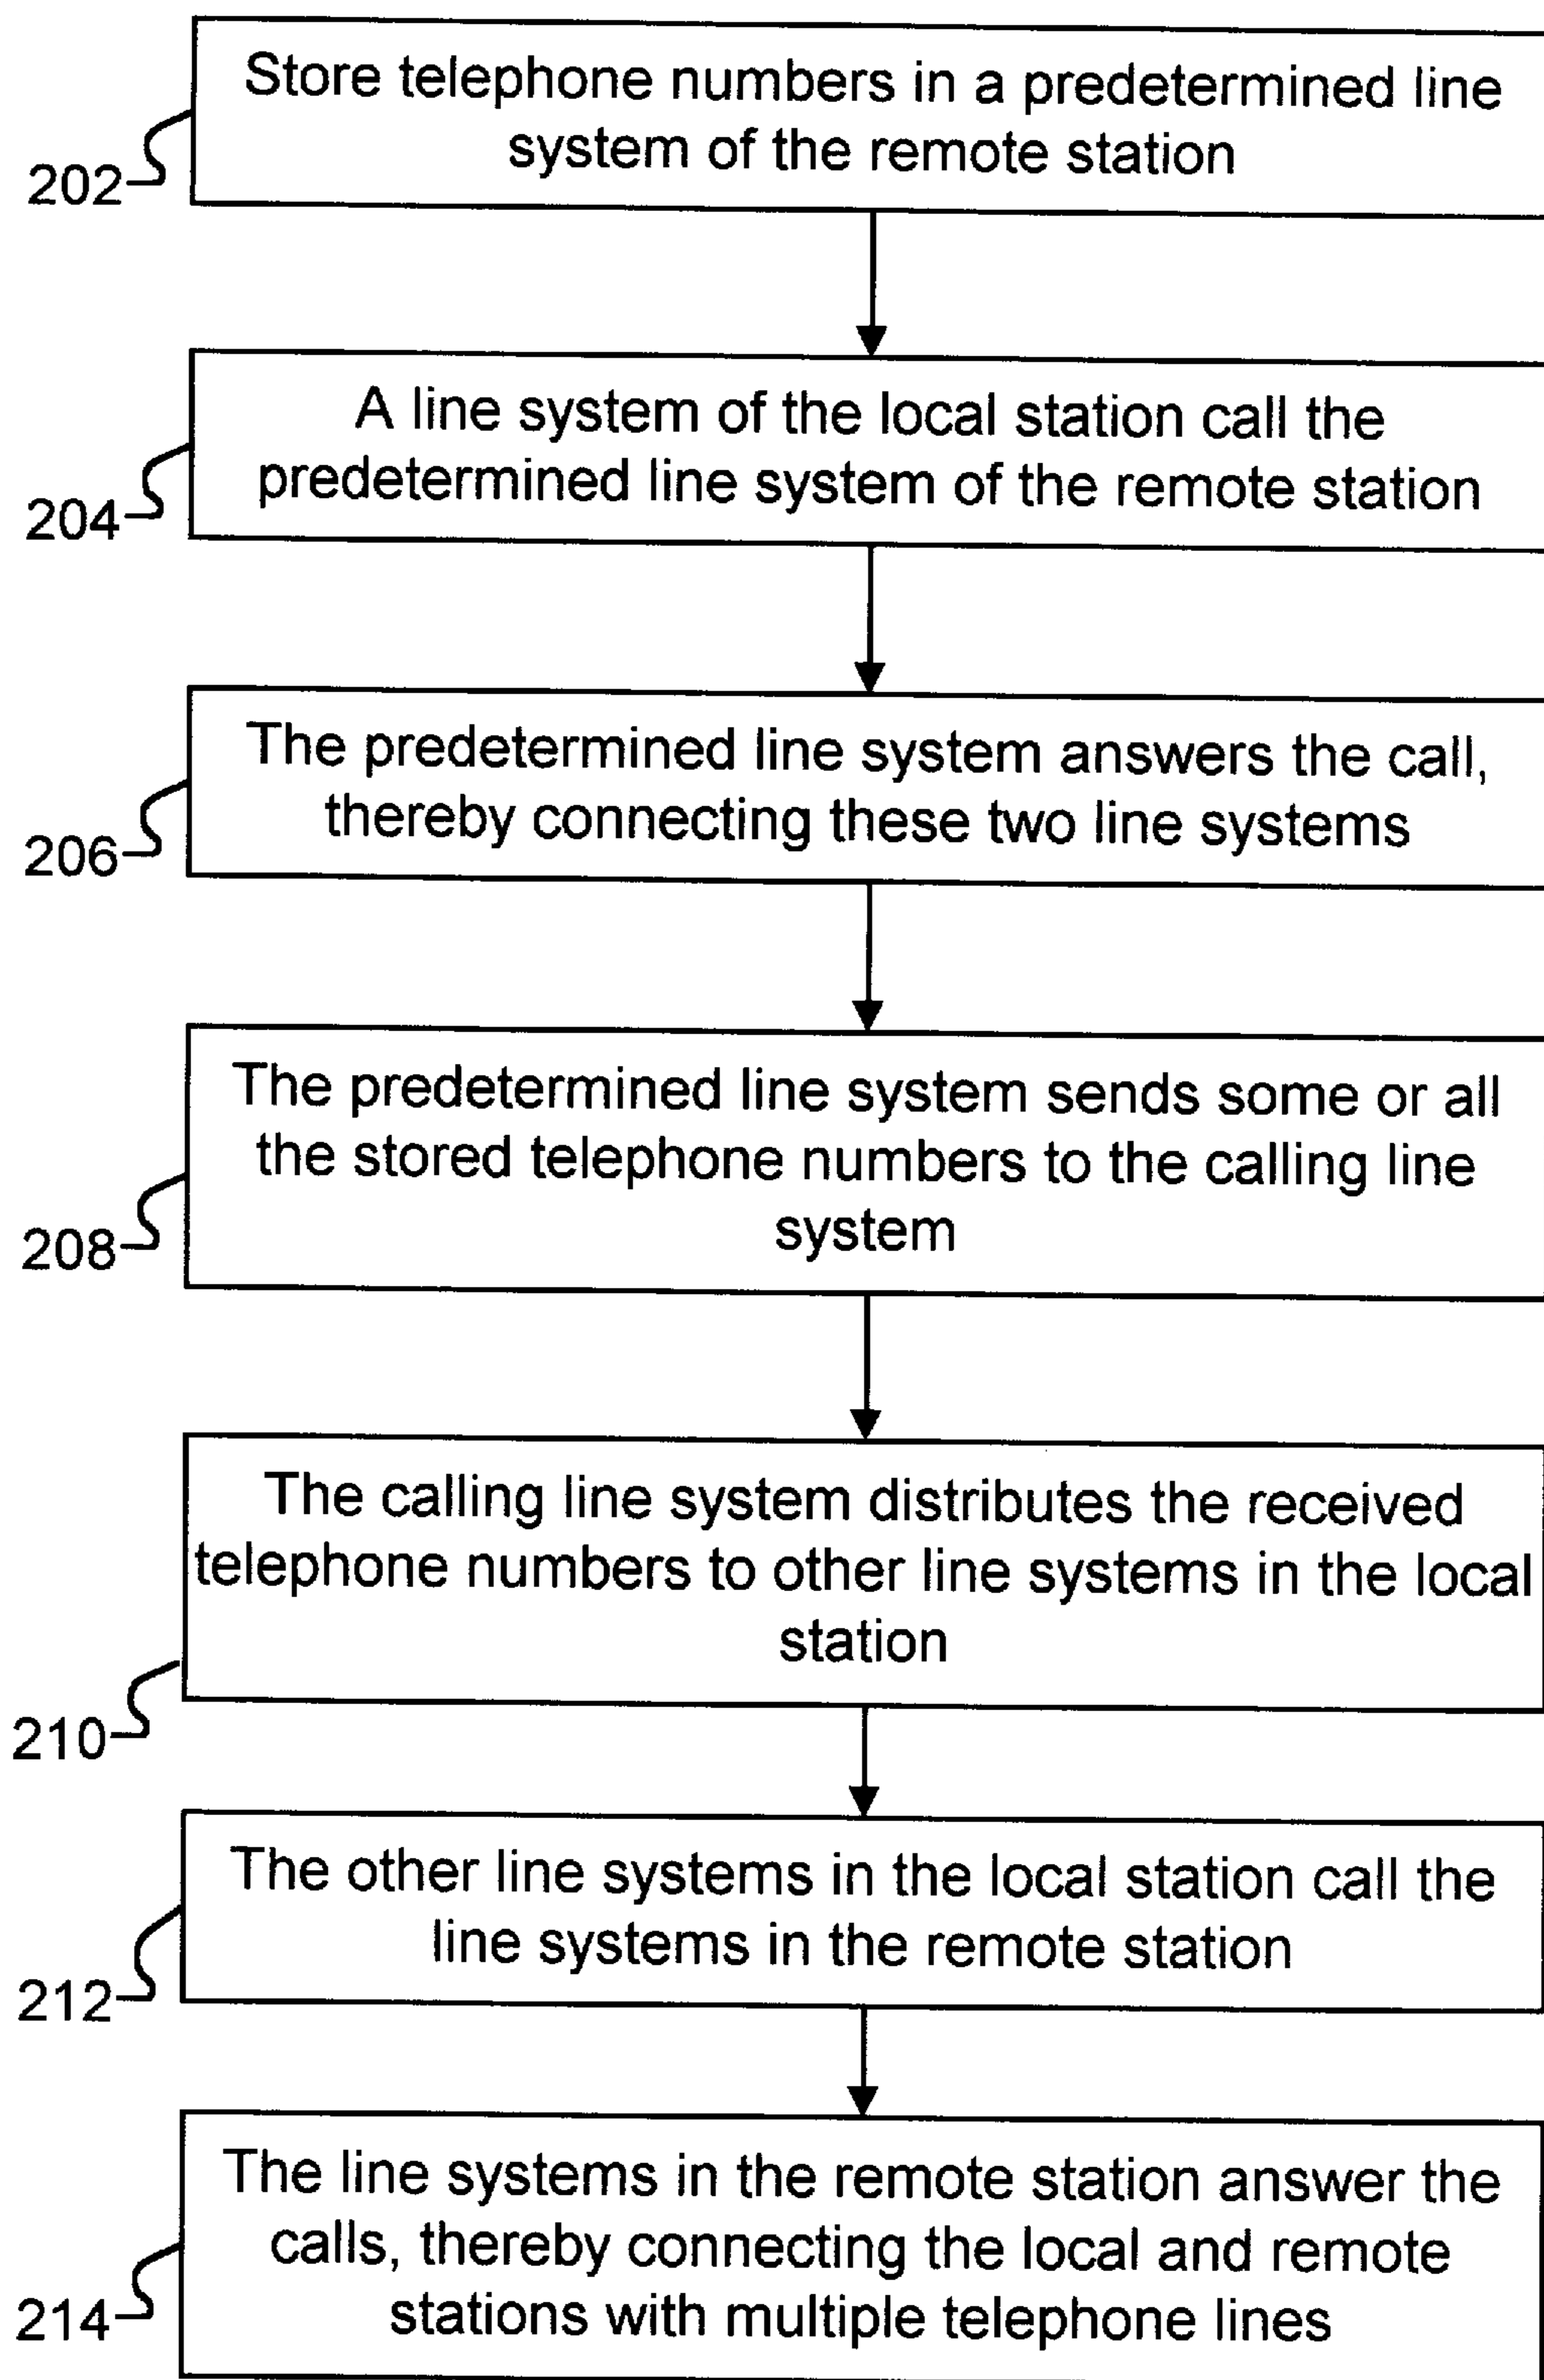 Store telephone numbers in a predetermined line
system of the remote station
202
A line system of the local station call the
predetermined line system of the remote station
204
The predetermined line system answers the call,
thereby connecting these two line systems
206
The predetermined line system sends some or all
the stored telephone numbers to the calling line
system
208
The calling line system distributes the received
telephone numbers to other line systems in the local
station
210
The other line systems in the local station call the
line systems in the remote station
212
The line systems in the remote station answer the
calls, thereby connecting the local and remote
stations with multiple telephone lines
214